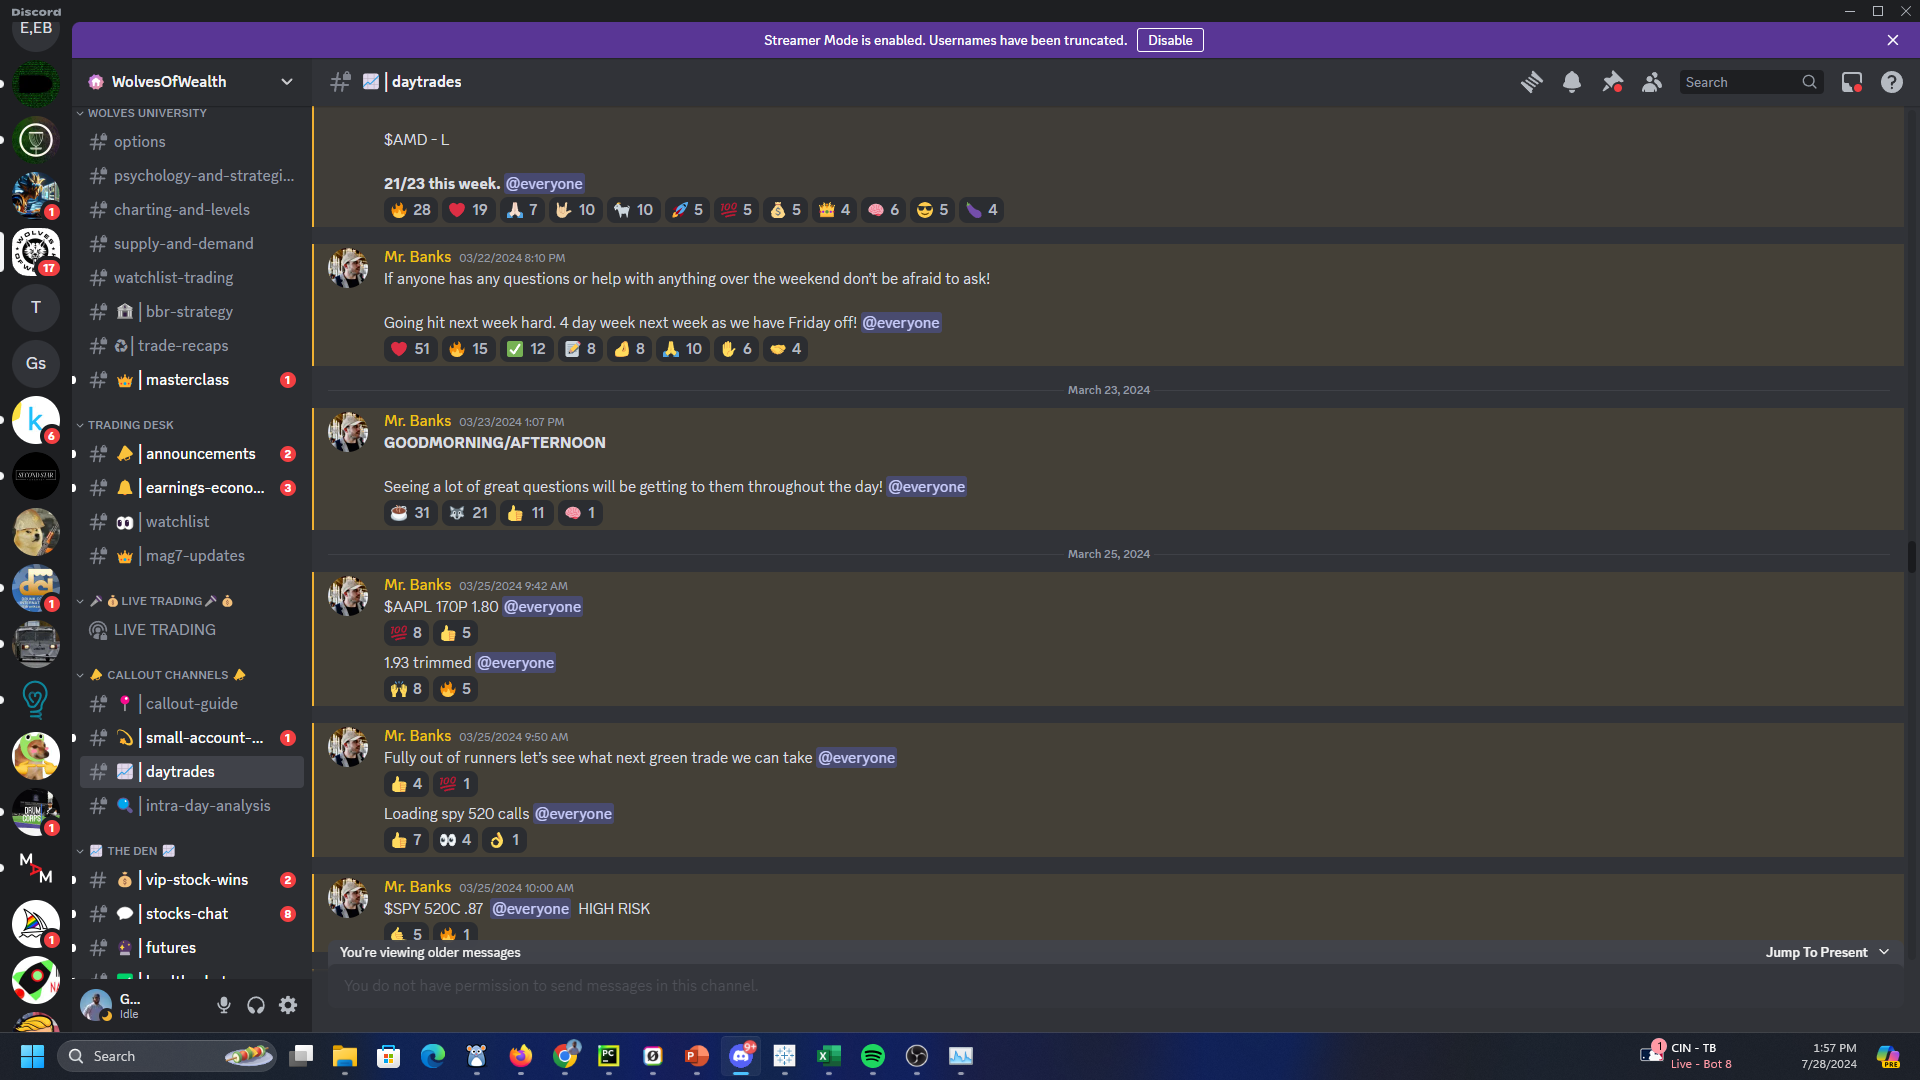 Discord
E,EB
Streamer Mode is enabled. Usernames have been truncated. Disable
WolvesOfWealth
| daytrades
Search
WOLVES UNIVERSITY
options
psychology-and-strategi...
charting-and-levels
supply-and-demand
watchlist-trading
| bbr-strategy
| trade-recaps
| masterclass 1
TRADING DESK
| announcements 2
| earnings-econo... 3
| watchlist
| mag7-updates
LIVE TRADING
LIVE TRADING
CALLOUT CHANNELS
| callout-guide
| small-account-... 1
| daytrades
| intra-day-analysis
THE DEN
| vip-stock-wins 2
| stocks-chat 8
| futures
G...
Idle
1
17
T
Gs
k
6
SECOND STAR
1
DRUM CORPS
1
M A M
1
$AMD - L
21/23 this week. @everyone
28 19 7 10 10 5 5 5 4 6 5 4
Mr. Banks 03/22/2024 8:10 PM
If anyone has any questions or help with anything over the weekend don't be afraid to ask!
Going hit next week hard. 4 day week next week as we have Friday off! @everyone
51 15 12 8 8 10 6 4
March 23, 2024
Mr. Banks 03/23/2024 1:07 PM
GOODMORNING/AFTERNOON
Seeing a lot of great questions will be getting to them throughout the day! @everyone
31 21 11 1
March 25, 2024
Mr. Banks 03/25/2024 9:42 AM
$AAPL 170P 1.80 @everyone
8 5
1.93 trimmed @everyone
8 5
Mr. Banks 03/25/2024 9:50 AM
Fully out of runners let's see what next green trade we can take @everyone
4 1
Loading spy 520 calls @everyone
7 4 1
Mr. Banks 03/25/2024 10:00 AM
$SPY 520C .87 @everyone HIGH RISK
5 1
You're viewing older messages Jump To Present
You do not have permission to send messages in this channel.
Search
PC
9+
1
CIN - TB
Live - Bot 8
1:57 PM
7/28/2024
PRE